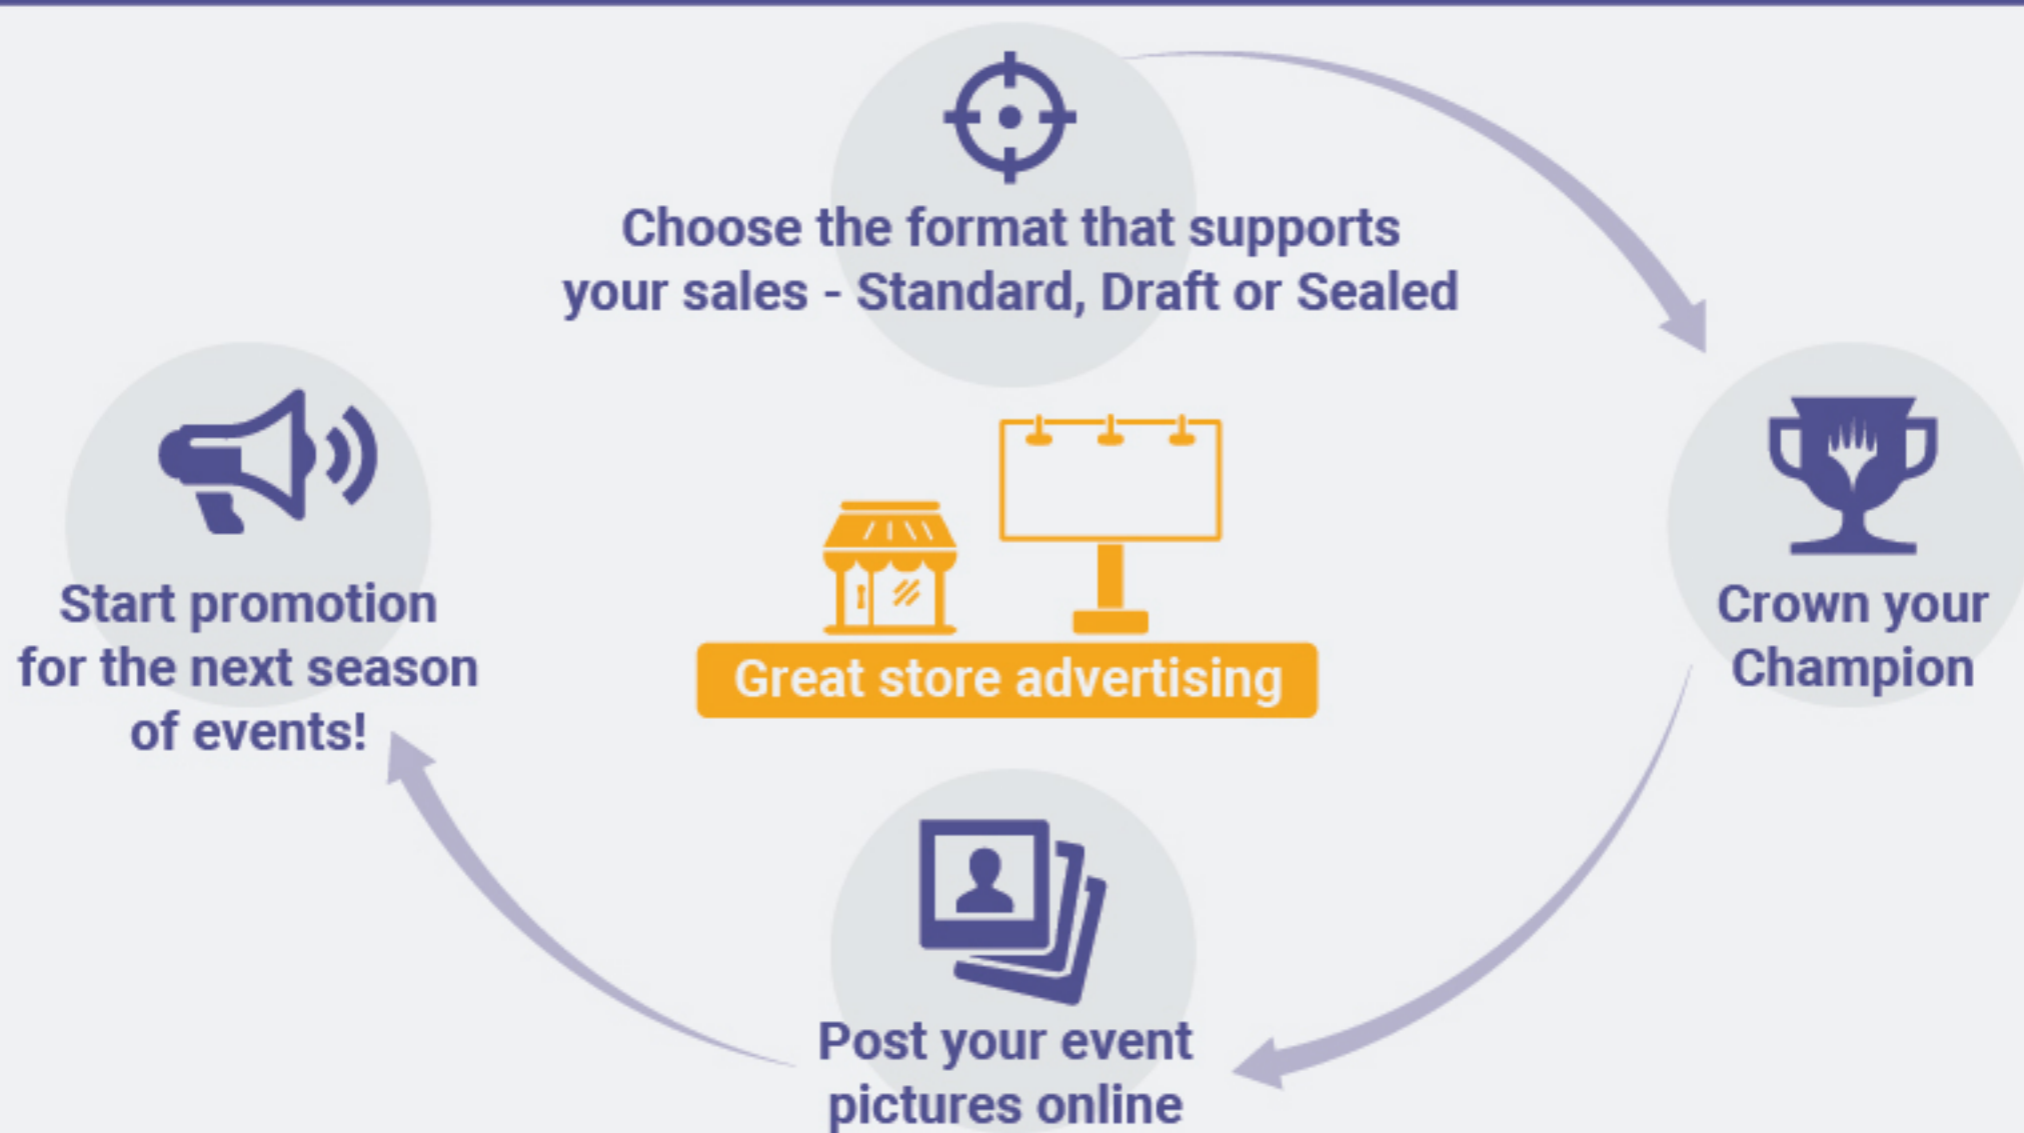 Choose the format that supports
your sales - Standard, Draft or Sealed
Crown your
Champion
Great store advertising
Start promotion
for the next season
of events!
Post your event
pictures online